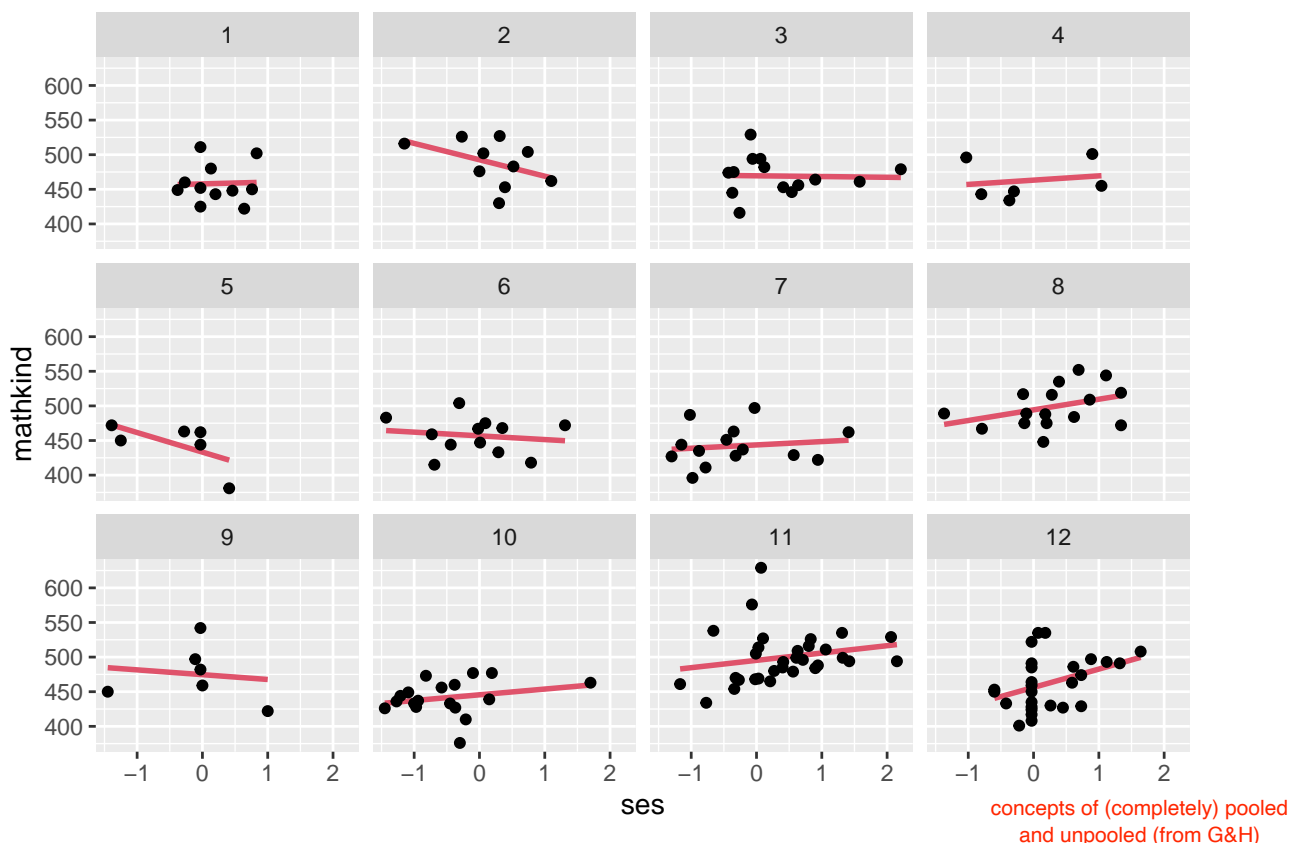 1 2 3 4
600
550
500
450
400
5 6 7 8
mathkind
600
550
500
450
400
9 10 11 12
600
550
500
450
400
−1 0 1 2 −1 0 1 2 −1 0 1 2 −1 0 1 2
ses
concepts of (completely) pooled
and unpooled (from G&H)